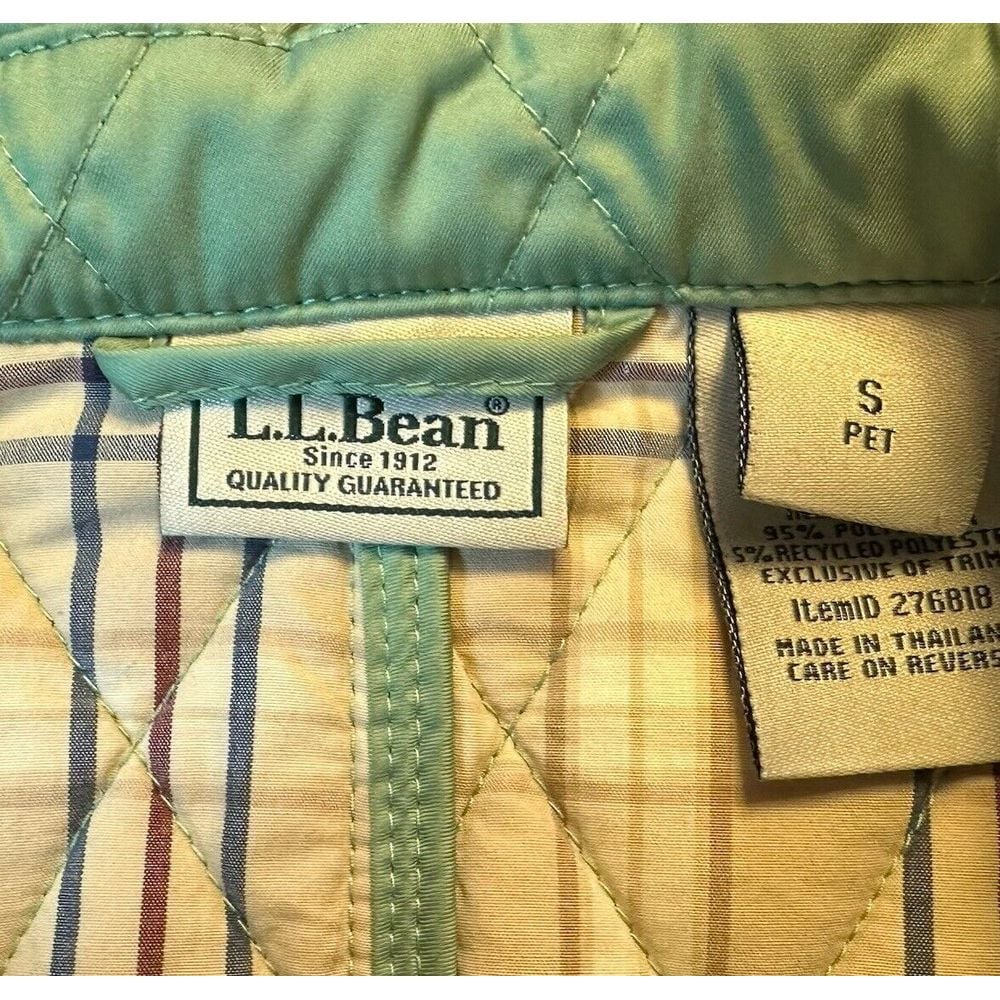 L.L.Bean®
Since 1912
QUALITY GUARANTEED
S
PET
95%
5% RECYCLED POLYESTE
EXCLUSIVE OF TRIM
ItemID 276818
MADE IN THAILAN
CARE ON REVERS